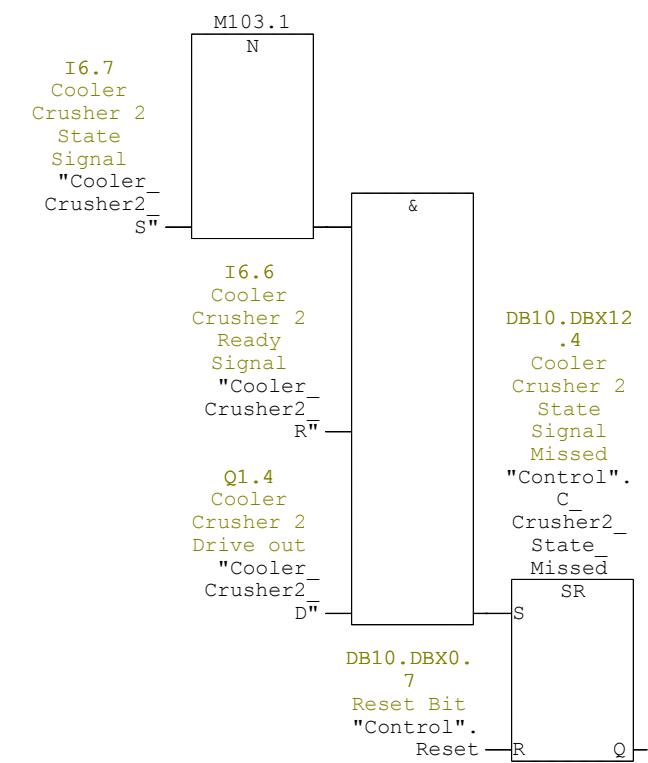 M103.1
N
I6.7
Cooler
Crusher 2
State
Signal
"Cooler_
Crusher2_
S"
&
I6.6
Cooler
Crusher 2
Ready
Signal
"Cooler_
Crusher2_
R"
Q1.4
Cooler
Crusher 2
Drive out
"Cooler_
Crusher2_
D"
DB10.DBX12
.4
Cooler
Crusher 2
State
Signal
Missed
"Control".
C_
Crusher2_
State_
Missed
SR
S
DB10.DBX0.
7
Reset Bit
"Control".
Reset
R
Q